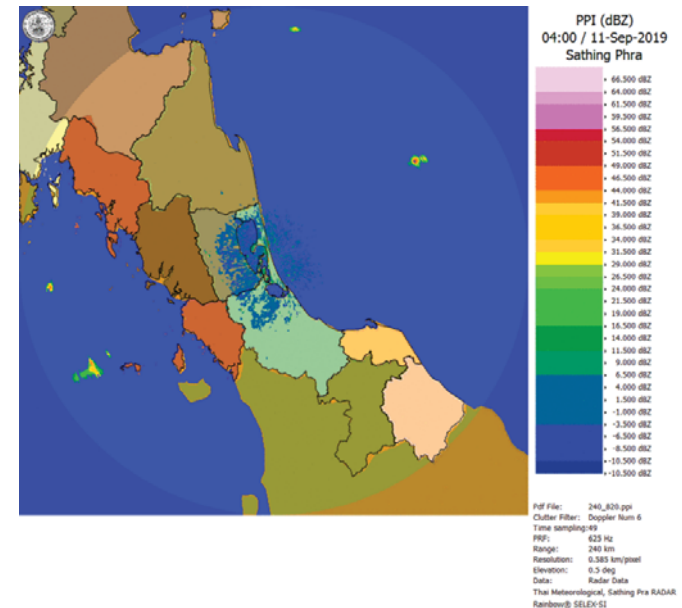 PPI (dBZ)
04:00 / 11-Sep-2019
Sathing Phra
66.500 dBZ
64.000 dBZ
61.500 dBZ
59.500 dBZ
56.500 dBZ
54.000 dBZ
51.500 dBZ
49.000 dBZ
46.500 dBZ
44.000 dBZ
41.500 dBZ
39.000 dBZ
36.500 dBZ
34.000 dBZ
31.500 dBZ
29.000 dBZ
26.500 dBZ
24.000 dBZ
21.500 dBZ
19.000 dBZ
16.500 dBZ
14.000 dBZ
11.500 dBZ
9.000 dBZ
6.500 dBZ
4.000 dBZ
1.500 dBZ
-1.000 dBZ
-3.500 dBZ
-6.500 dBZ
-8.500 dBZ
-10.500 dBZ
-10.500 dBZ
Pdf File: 240_820.ppi
Clutter Filter: Doppler Num 6
Time sampling:49
PRF: 625 Hz
Range: 240 km
Resolution: 0.585 km/pixel
Elevation: 0.5 deg
Data: Radar Data
Thai Meteorological, Sathing Pra RADAR
Rainbow® SELEX-SI